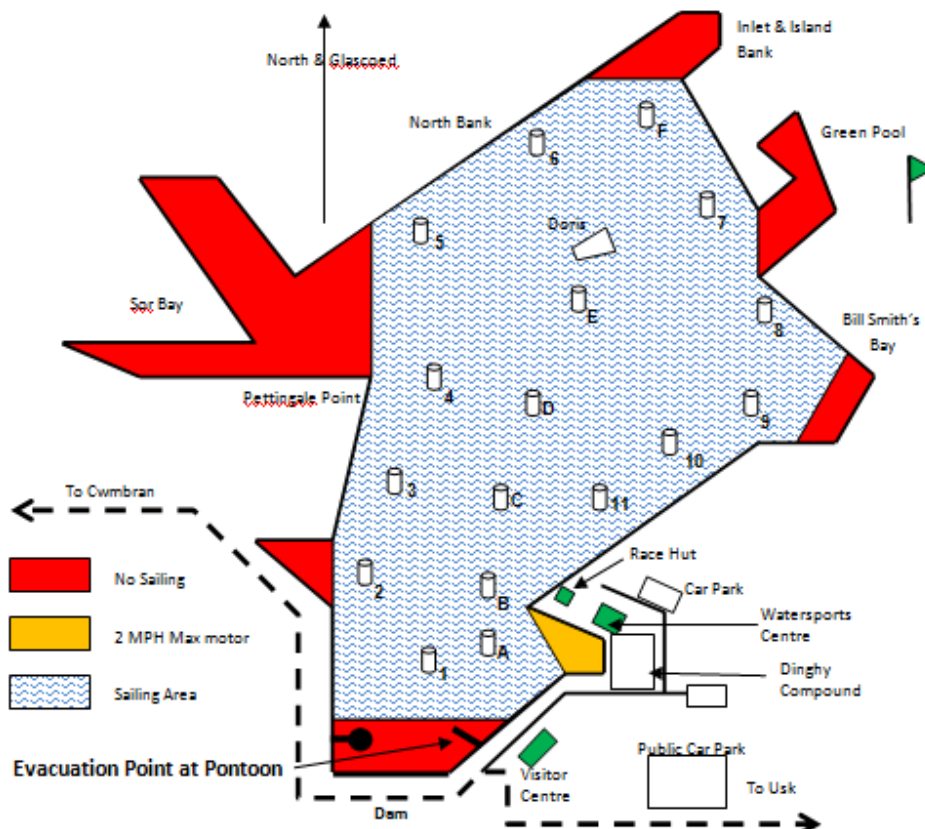 Inlet & Island
Bank
North & Glascoed
North Bank
F
6
Green Pool
7
5
Doris
Sor Bay
E
8
Bill Smith's
Bay
4
Pettingale Point
D
9
10
3
To Cwmbran
C
11
Race Hut
No Sailing
2
B
Car Park
Watersports
Centre
2 MPH Max motor
A
1
Dinghy
Compound
Sailing Area
Evacuation Point at Pontoon
Public Car Park
Visitor
Centre
To Usk
Dam